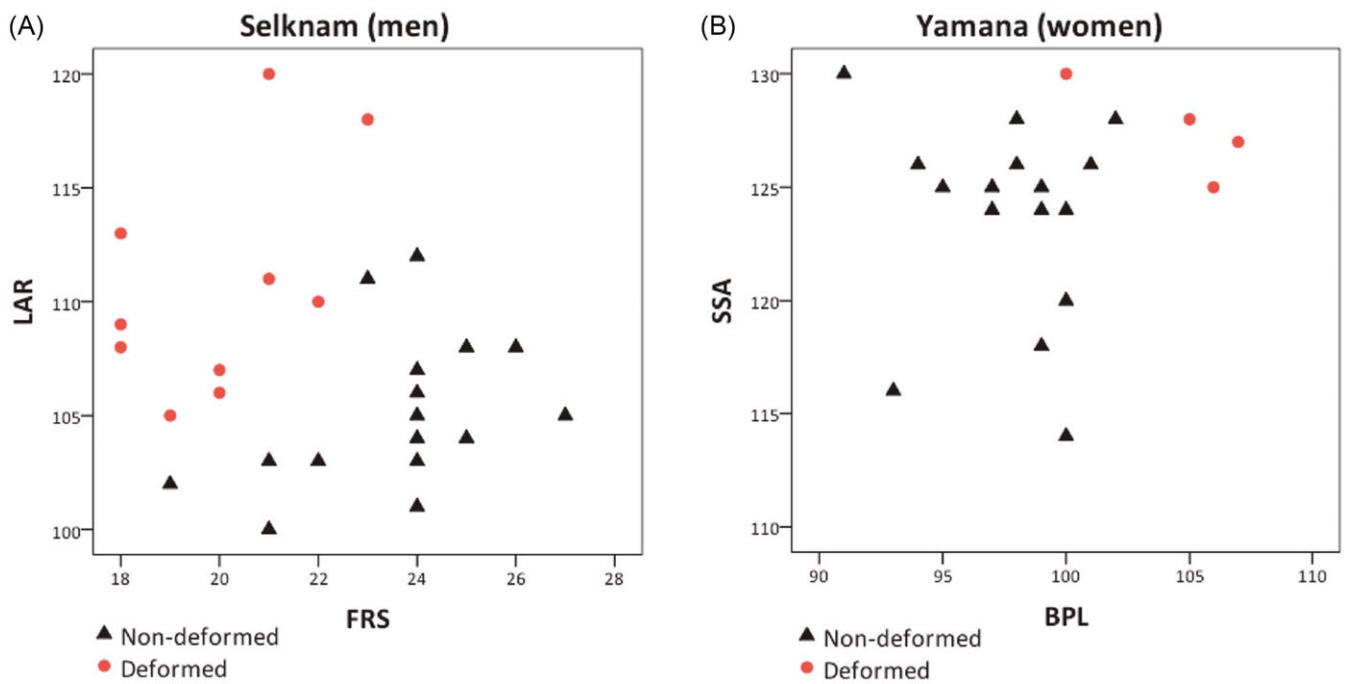 (A)
Selknam (men)
LAR
120
115
110
105
100
18 20 22 24 26 28
FRS
Non-deformed
Deformed
(B)
Yamana (women)
SSA
130
125
120
115
110
90 95 100 105 110
BPL
Non-deformed
Deformed